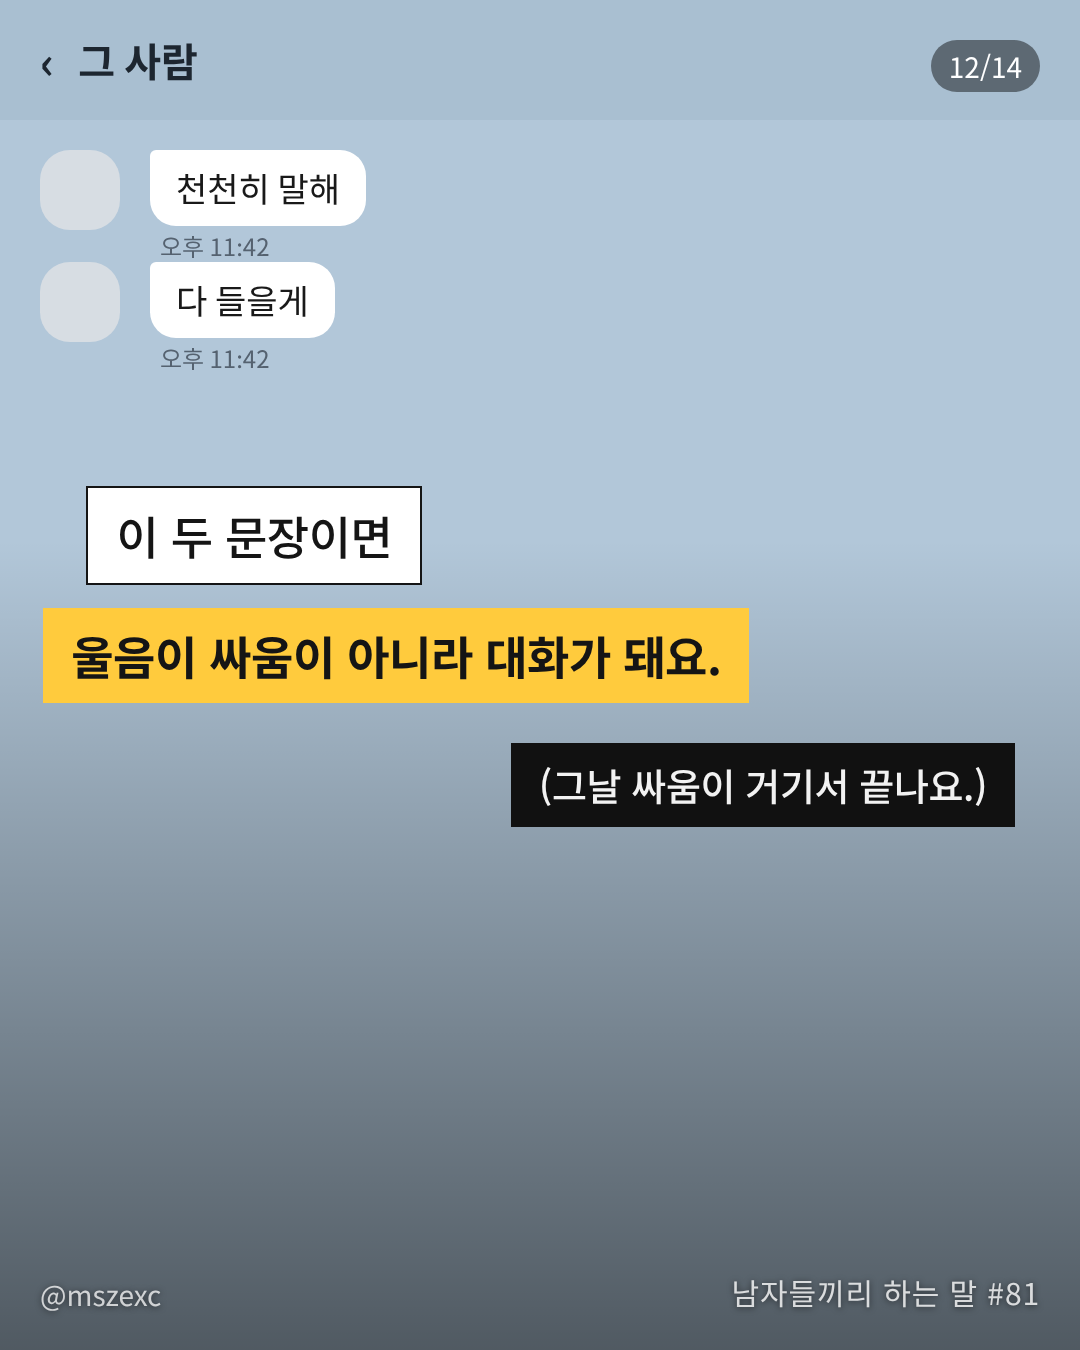 ‹ 그 사람
12/14
천천히 말해
오후 11:42
다 들을게
오후 11:42
이 두 문장이면
울음이 싸움이 아니라 대화가 돼요.
(그날 싸움이 거기서 끝나요.)
@mszexc
남자들끼리 하는 말 #81